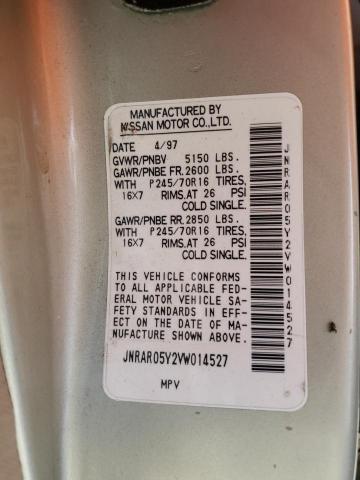 MANUFACTURED BY
NISSAN MOTOR CO.,LTD.
DATE 4/97
GVWR/PNBV 5150 LBS.
GAWR/PNBE FR.2600 LBS.
WITH P245/70R16 TIRES,
16X7 RIMS.AT 26 PSI
COLD SINGLE.
GAWR/PNBE RR.2850 LBS.
WITH P245/70R16 TIRES,
16X7 RIMS.AT 26 PSI
COLD SINGLE.
THIS VEHICLE CONFORMS
TO ALL APPLICABLE FED-
ERAL MOTOR VEHICLE SA-
FETY STANDARDS IN EFF-
ECT ON THE DATE OF MA-
NUFACTURE SHOWN ABOVE.
JNRAR05Y2VW014527
MPV
JNRAR05Y2VW014527